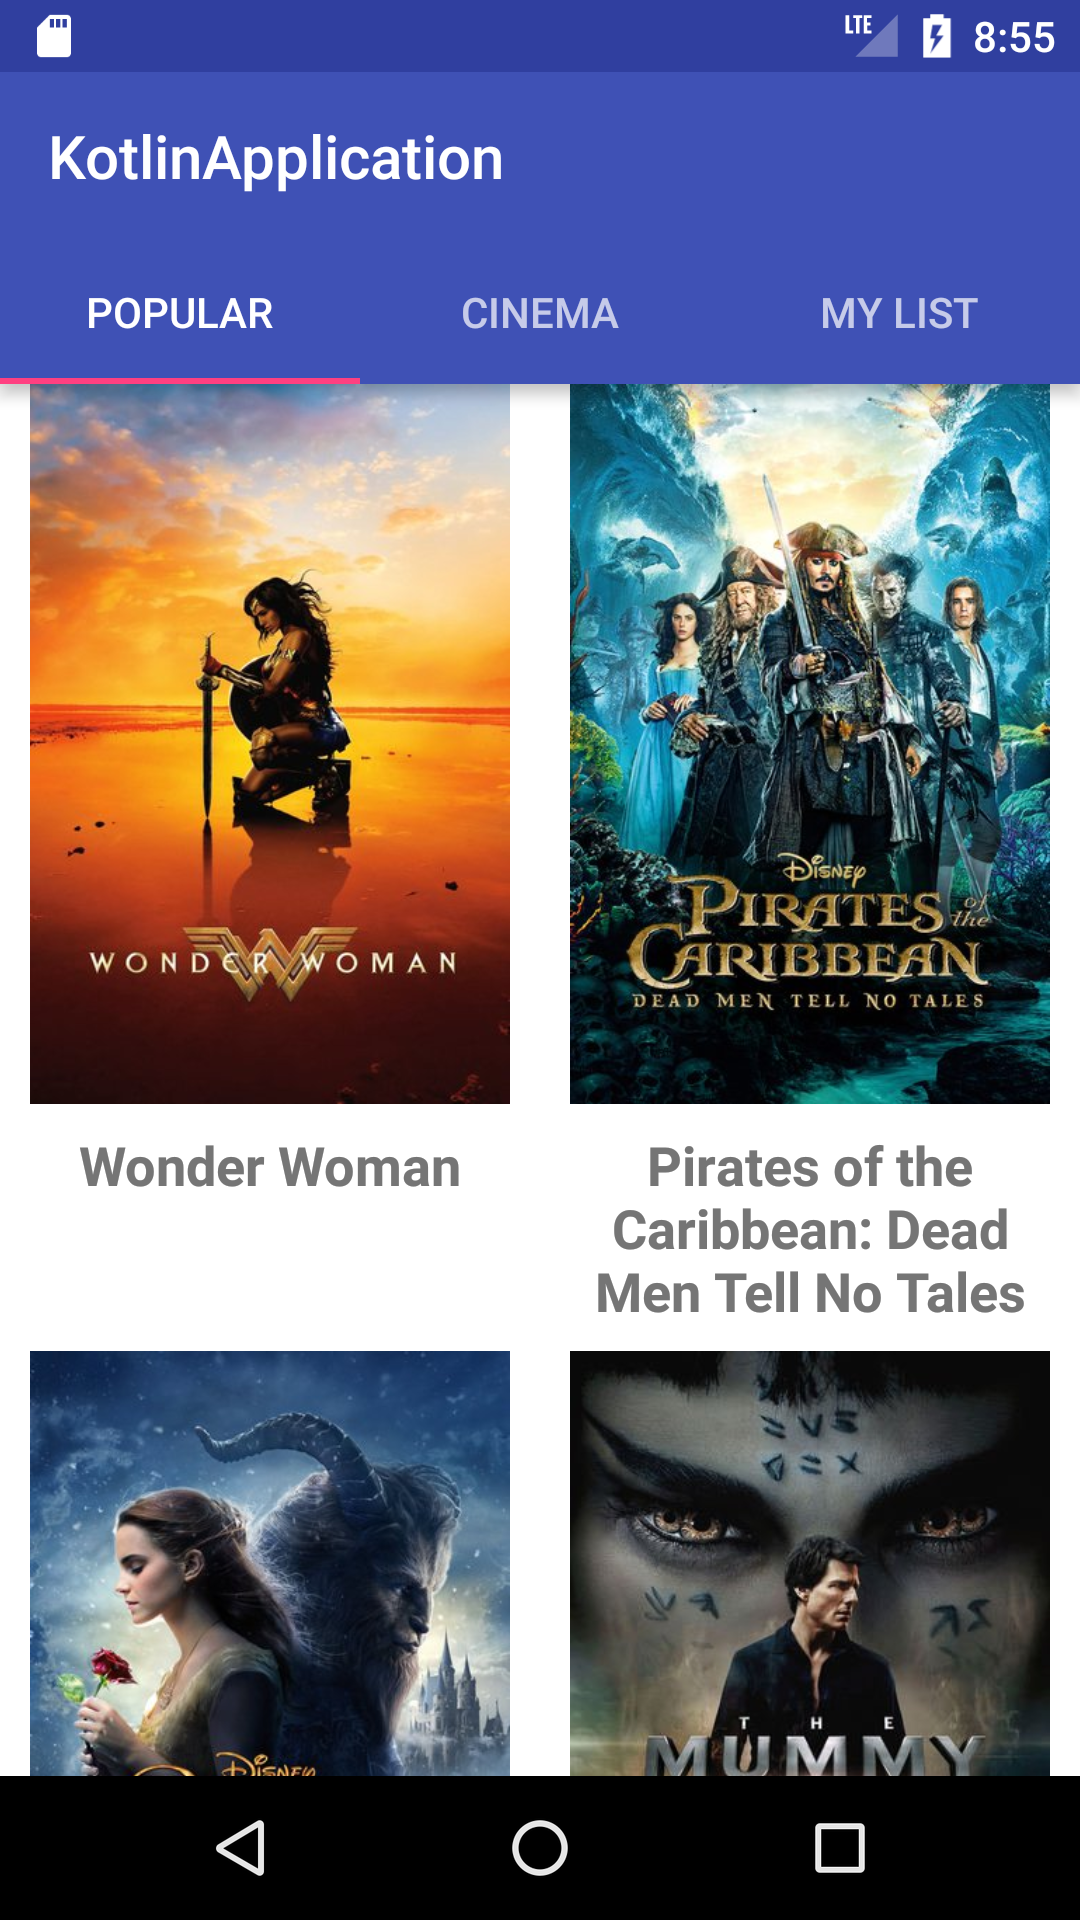 LTE 8:55
KotlinApplication
POPULAR CINEMA MY LIST
WONDER WOMAN
DISNEY
PIRATES of the
CARIBBEAN
DEAD MEN TELL NO TALES
Wonder Woman
Pirates of the
Caribbean: Dead
Men Tell No Tales
DISNEY
THE
MUMMY